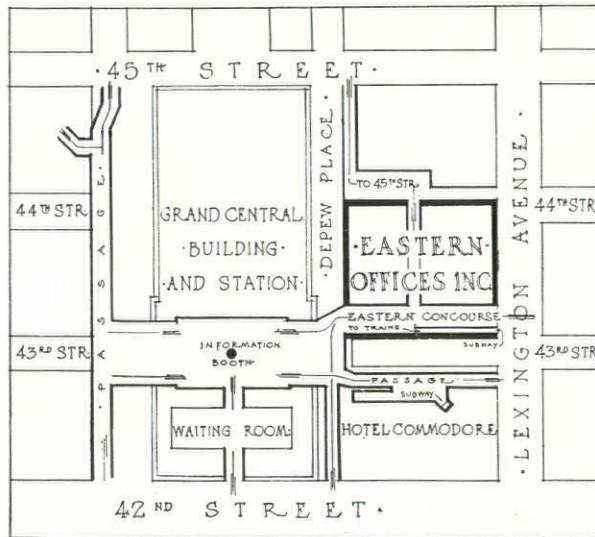 · 45TH STREET ·
DEPEW PLACE
· PASSAGE ·
· LEXINGTON AVENUE ·
TO 45TH STR.
44TH STR.
GRAND CENTRAL
· BUILDING ·
· AND STATION ·
· EASTERN ·
OFFICES INC
44TH STR.
EASTERN CONCOURSE
TO TRAINS
SUBWAY
43RD STR.
INFORMATION
BOOTH
43RD STR.
PASSAGE
SUBWAY
WAITING ROOM
HOTEL COMMODORE
42ND STREET ·